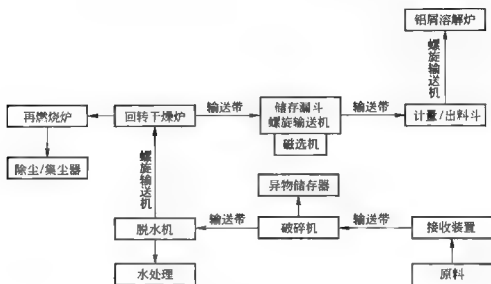 铝屑溶解炉
螺旋输送机
再燃烧炉
回转干燥炉
输送带
储存漏斗
螺旋输送机
磁选机
输送带
计量/出料斗
除尘/集尘器
螺旋输送机
异物储存器
脱水机
输送带
破碎机
输送带
接收装置
水处理
原料